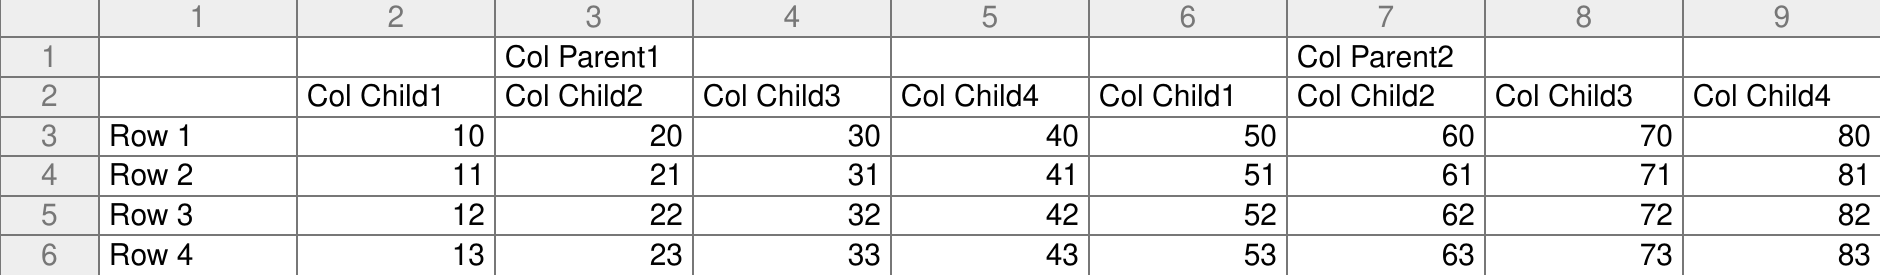 1 2 3 4 5 6 7 8 9
1 Col Parent1 Col Parent2
2 Col Child1 Col Child2 Col Child3 Col Child4 Col Child1 Col Child2 Col Child3 Col Child4
3 Row 1 10 20 30 40 50 60 70 80
4 Row 2 11 21 31 41 51 61 71 81
5 Row 3 12 22 32 42 52 62 72 82
6 Row 4 13 23 33 43 53 63 73 83